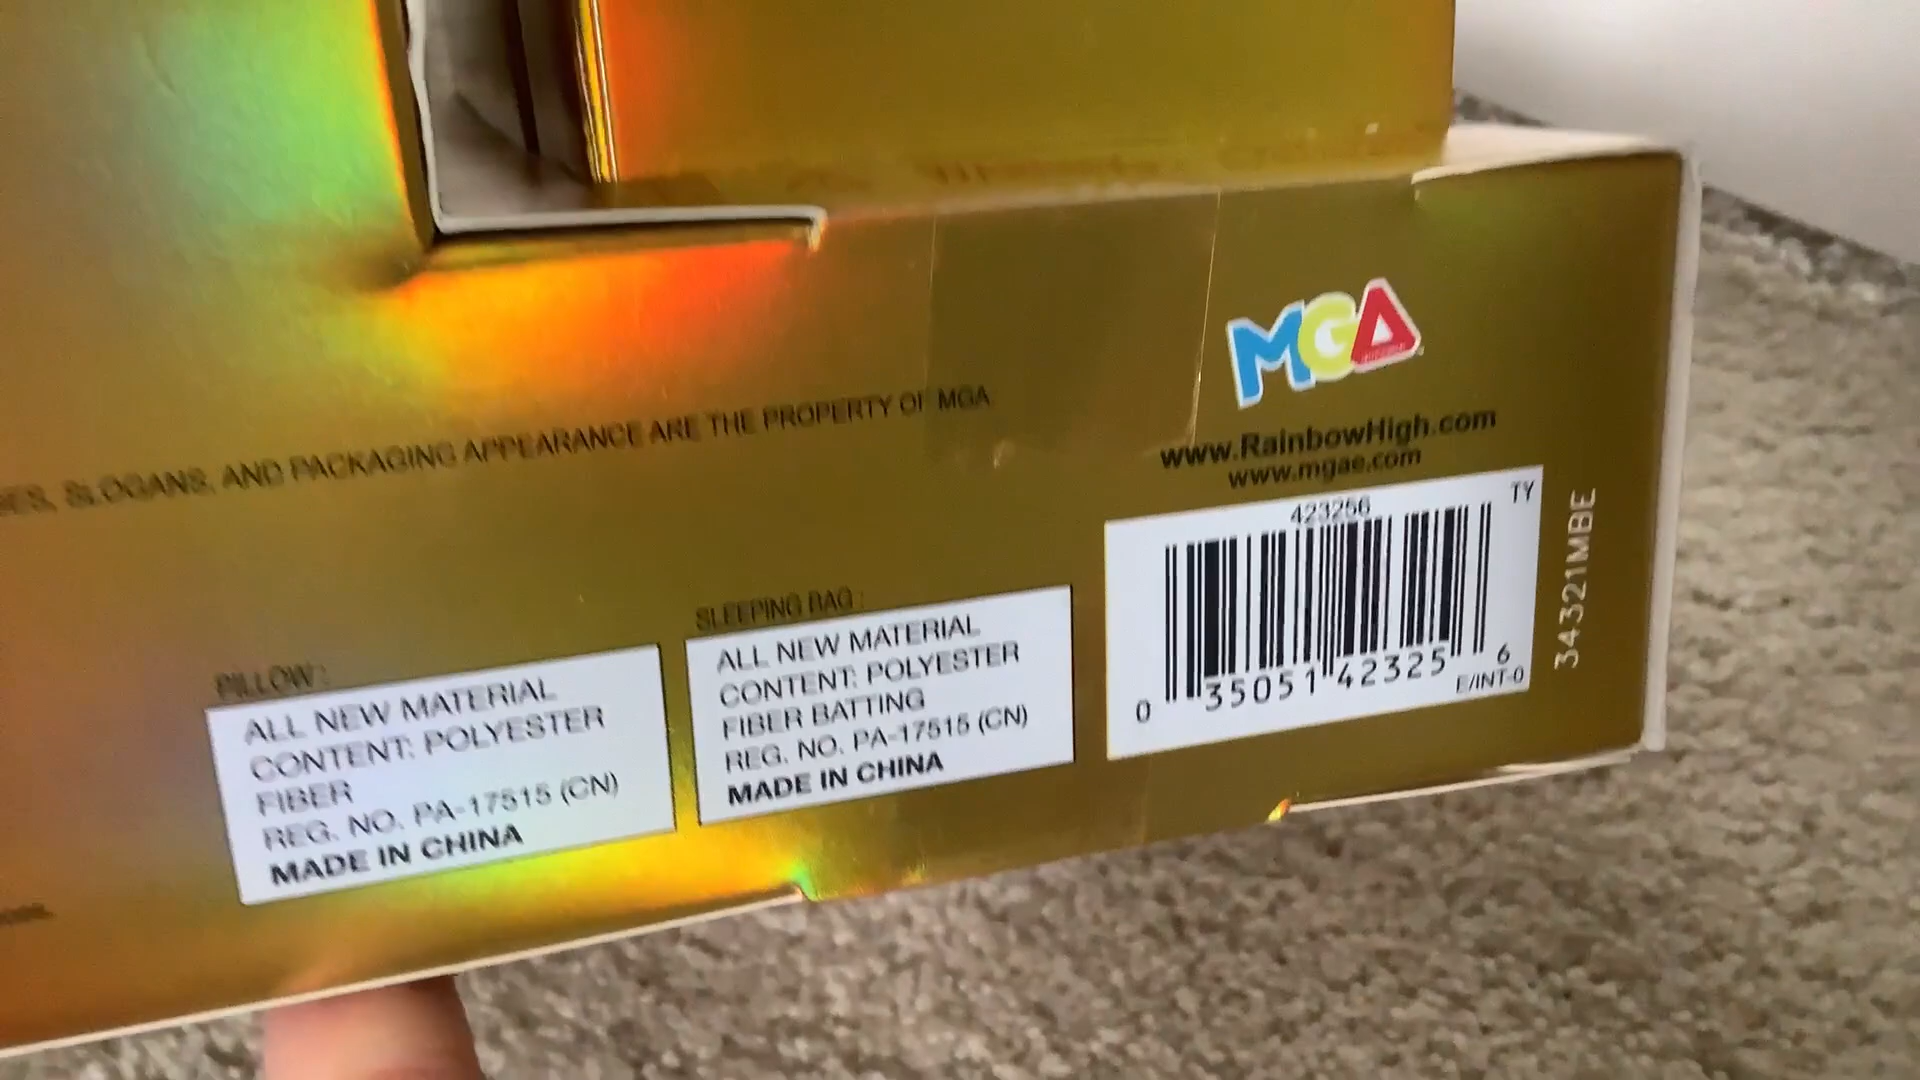 SLOGANS, AND PACKAGING APPEARANCE ARE THE PROPERTY OF MGA
MGA
www.RainbowHigh.com
www.mgae.com
423256
TY
0 35051 42325 6
E/INT-0
34321MBE
PILLOW:
ALL NEW MATERIAL
CONTENT: POLYESTER
FIBER
REG. NO. PA-17515 (CN)
MADE IN CHINA
SLEEPING BAG:
ALL NEW MATERIAL
CONTENT: POLYESTER
FIBER BATTING
REG. NO. PA-17515 (CN)
MADE IN CHINA